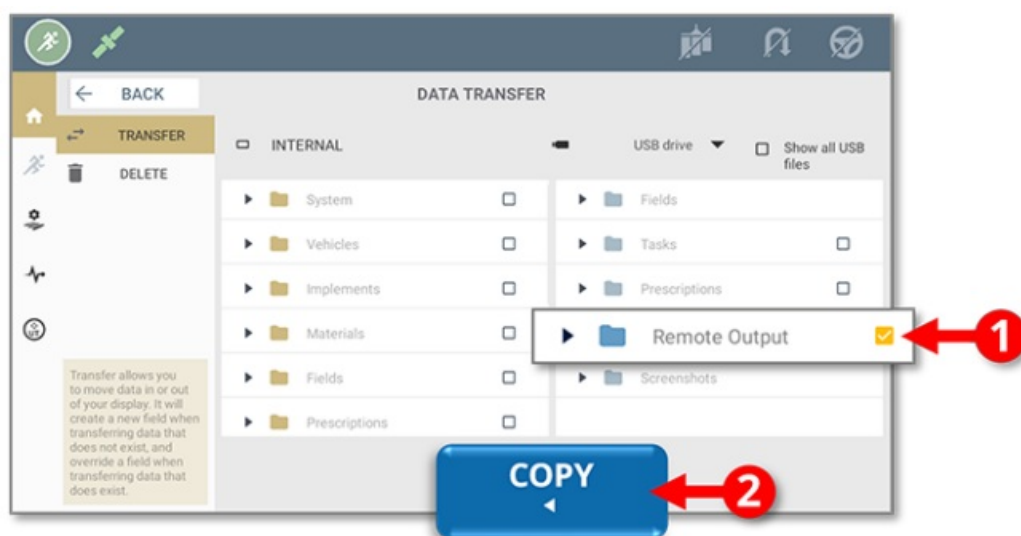 BACK
DATA TRANSFER
TRANSFER
DELETE
INTERNAL
USB drive
Show all USB
files
System
Fields
Vehicles
Tasks
Implements
Prescriptions
Materials
Remote Output
1
Fields
Screenshots
Prescriptions
Transfer allows you
to move data in or out
of your display. It will
create a new field when
transferring data that
does not exist, and
override a field when
transferring data that
does exist.
COPY
2
UT